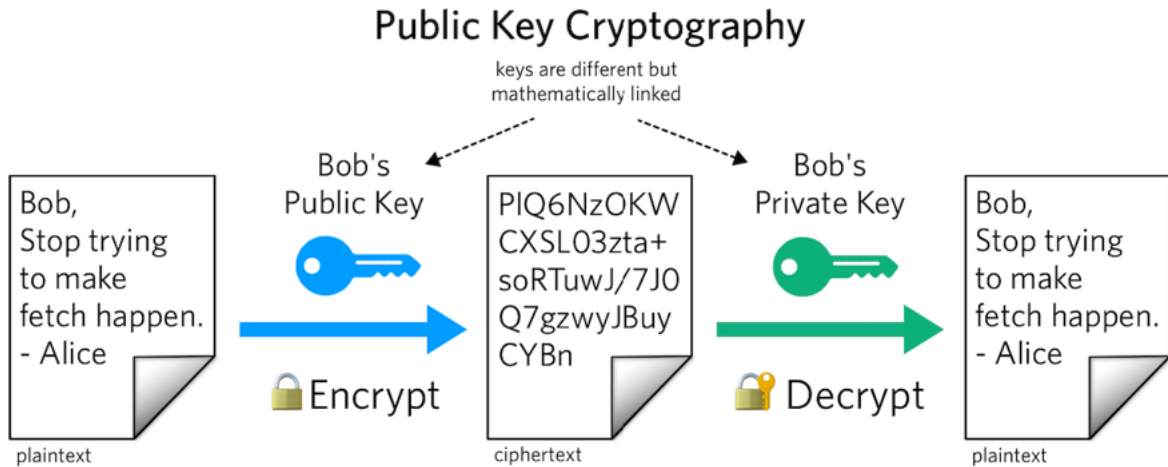 Public Key Cryptography
keys are different but
mathematically linked
Bob,
Stop trying
to make
fetch happen.
- Alice
plaintext
Bob's
Public Key
Encrypt
PlQ6NzOKW
CXSL03zta+
soRTuwJ/7J0
Q7gzwyJBuy
CYBn
ciphertext
Bob's
Private Key
Decrypt
Bob,
Stop trying
to make
fetch happen.
- Alice
plaintext